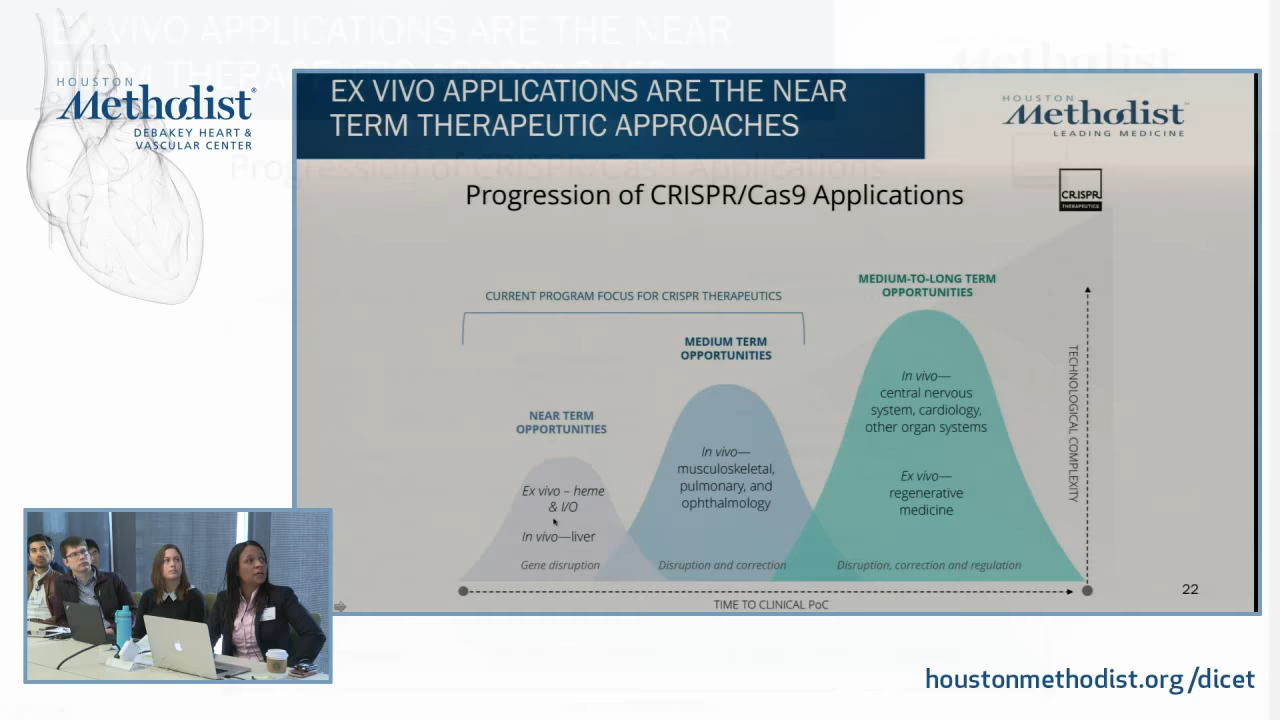 HOUSTON
Methodist®
DEBAKEY HEART &
VASCULAR CENTER
EX VIVO APPLICATIONS ARE THE NEAR
TERM THERAPEUTIC APPROACHES
HOUSTON
Methodist
LEADING MEDICINE
Progression of CRISPR/Cas9 Applications
CRISPR
THERAPEUTICS
CURRENT PROGRAM FOCUS FOR CRISPR THERAPEUTICS
NEAR TERM
OPPORTUNITIES
Ex vivo – heme
& I/O
In vivo—liver
Gene disruption
MEDIUM TERM
OPPORTUNITIES
In vivo—
musculoskeletal,
pulmonary, and
ophthalmology
Disruption and correction
MEDIUM-TO-LONG TERM
OPPORTUNITIES
In vivo—
central nervous
system, cardiology,
other organ systems
Ex vivo—
regenerative
medicine
Disruption, correction and regulation
TECHNOLOGICAL COMPLEXITY
TIME TO CLINICAL PoC
22
houstonmethodist.org/dicet